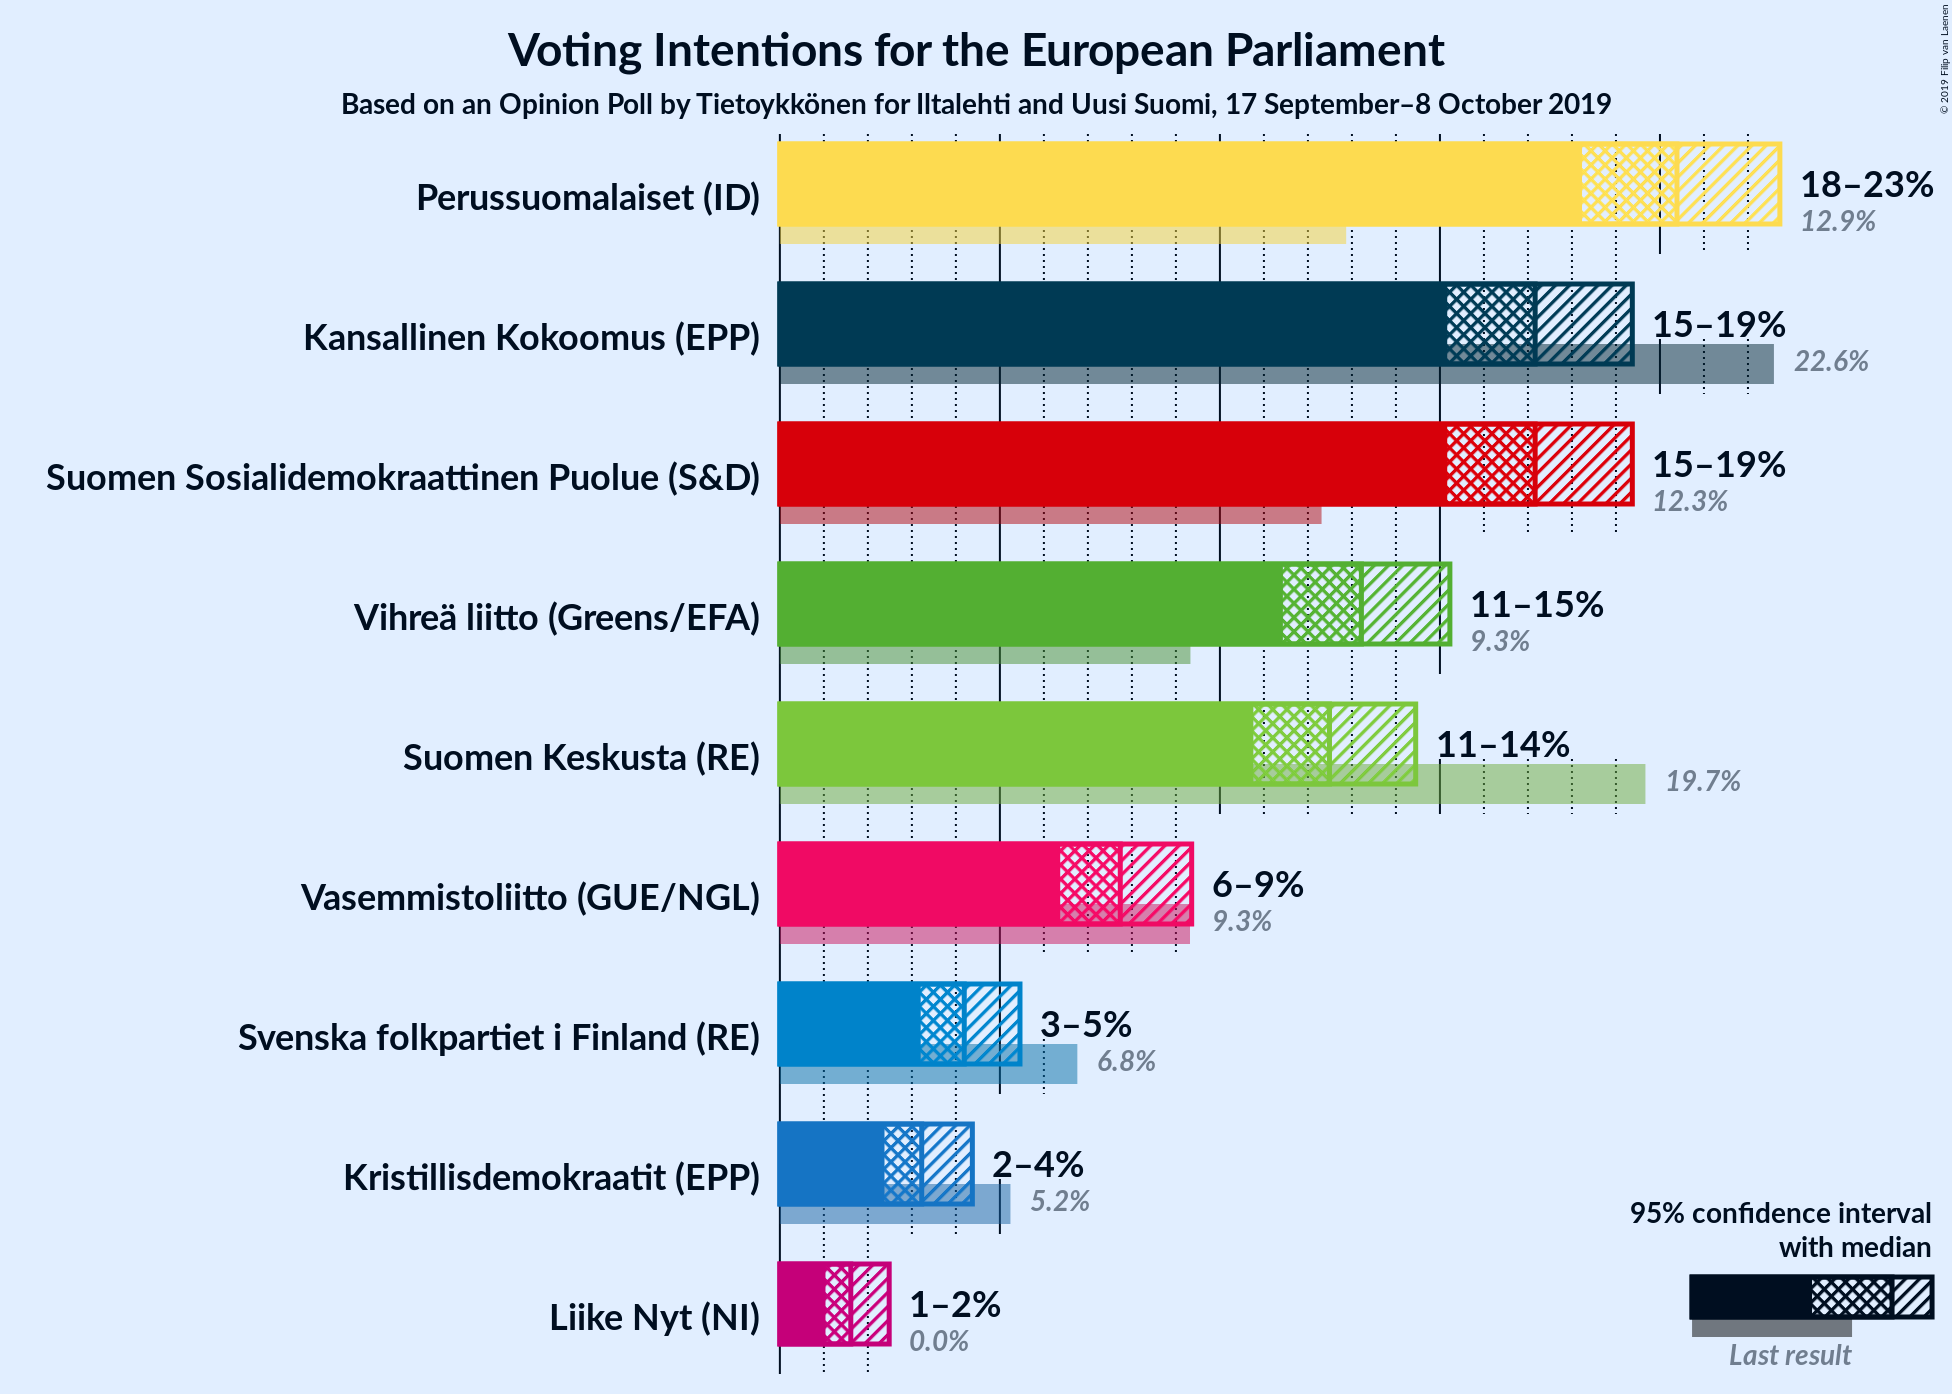 Voting Intentions for the European Parliament
Based on an Opinion Poll by Tietoykkönen for Iltalehti and Uusi Suomi, 17 September–8 October 2019
© 2019 Filip van Laenen
Perussuomalaiset (ID)
18–23%
12.9%
Kansallinen Kokoomus (EPP)
15–19%
22.6%
Suomen Sosialidemokraattinen Puolue (S&D)
15–19%
12.3%
Vihreä liitto (Greens/EFA)
11–15%
9.3%
Suomen Keskusta (RE)
11–14%
19.7%
Vasemmistoliitto (GUE/NGL)
6–9%
9.3%
Svenska folkpartiet i Finland (RE)
3–5%
6.8%
Kristillisdemokraatit (EPP)
2–4%
5.2%
Liike Nyt (NI)
1–2%
0.0%
95% confidence interval
with median
Last result